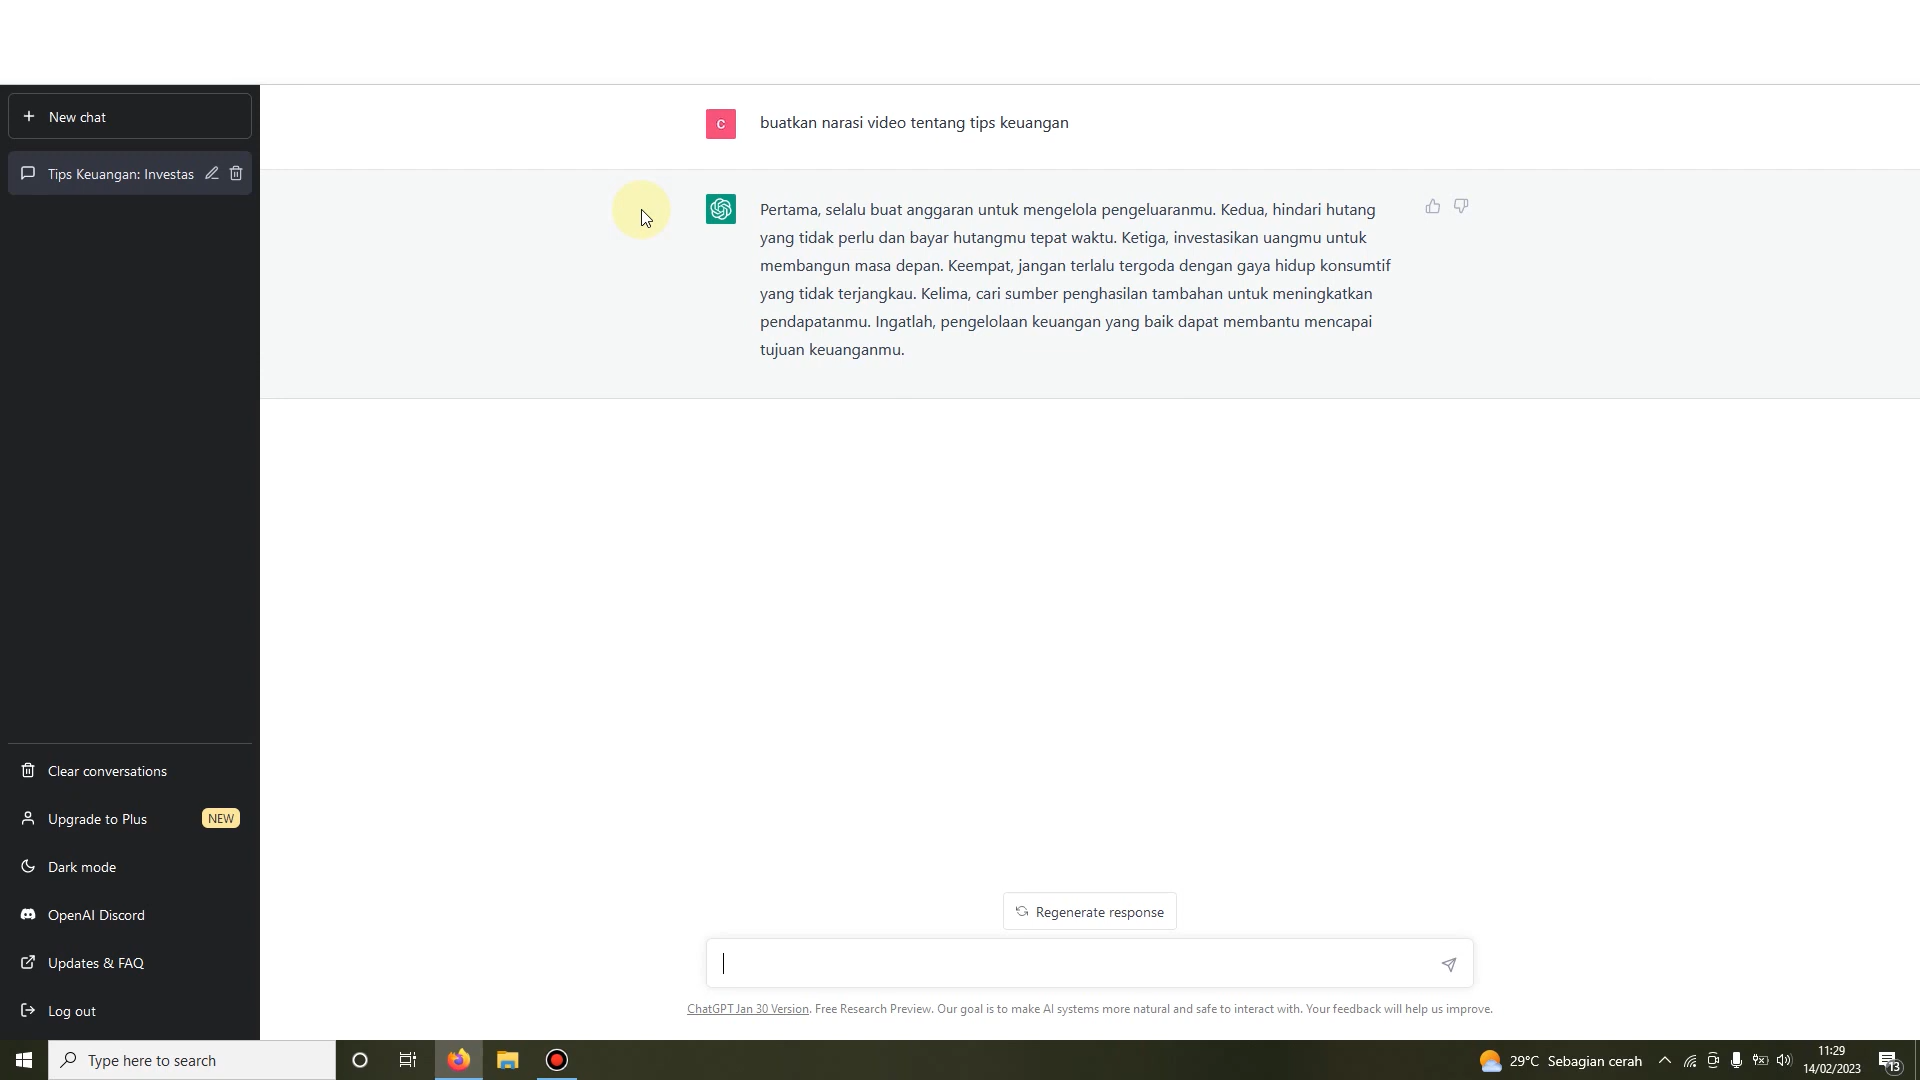 New chat
Tips Keuangan: Investas
Clear conversations
Upgrade to Plus NEW
Dark mode
OpenAI Discord
Updates & FAQ
Log out
C buatkan narasi video tentang tips keuangan
Pertama, selalu buat anggaran untuk mengelola pengeluaranmu. Kedua, hindari hutang
yang tidak perlu dan bayar hutangmu tepat waktu. Ketiga, investasikan uangmu untuk
membangun masa depan. Keempat, jangan terlalu tergoda dengan gaya hidup konsumtif
yang tidak terjangkau. Kelima, cari sumber penghasilan tambahan untuk meningkatkan
pendapatanmu. Ingatlah, pengelolaan keuangan yang baik dapat membantu mencapai
tujuan keuanganmu.
Regenerate response
ChatGPT Jan 30 Version. Free Research Preview. Our goal is to make AI systems more natural and safe to interact with. Your feedback will help us improve.
Type here to search
29°C Sebagian cerah
11:29
14/02/2023
13